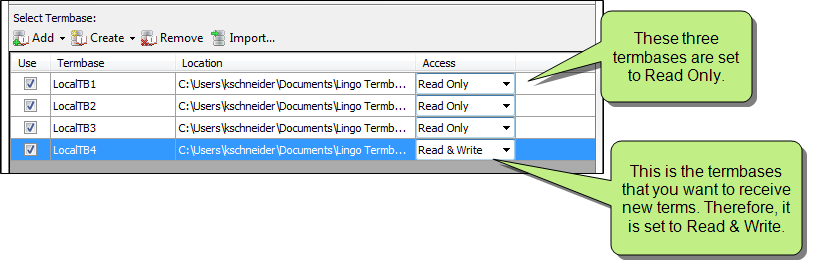 Select Termbase:
Add Create Remove Import...
Use Termbase Location Access
LocalTB1 C:\Users\kschneider\Documents\Lingo Termb... Read Only
LocalTB2 C:\Users\kschneider\Documents\Lingo Termb... Read Only
LocalTB3 C:\Users\kschneider\Documents\Lingo Termb... Read Only
LocalTB4 C:\Users\kschneider\Documents\Lingo Termb... Read & Write
These three
termbases are set
to Read Only.
This is the termbases
that you want to receive
new terms. Therefore, it
is set to Read & Write.